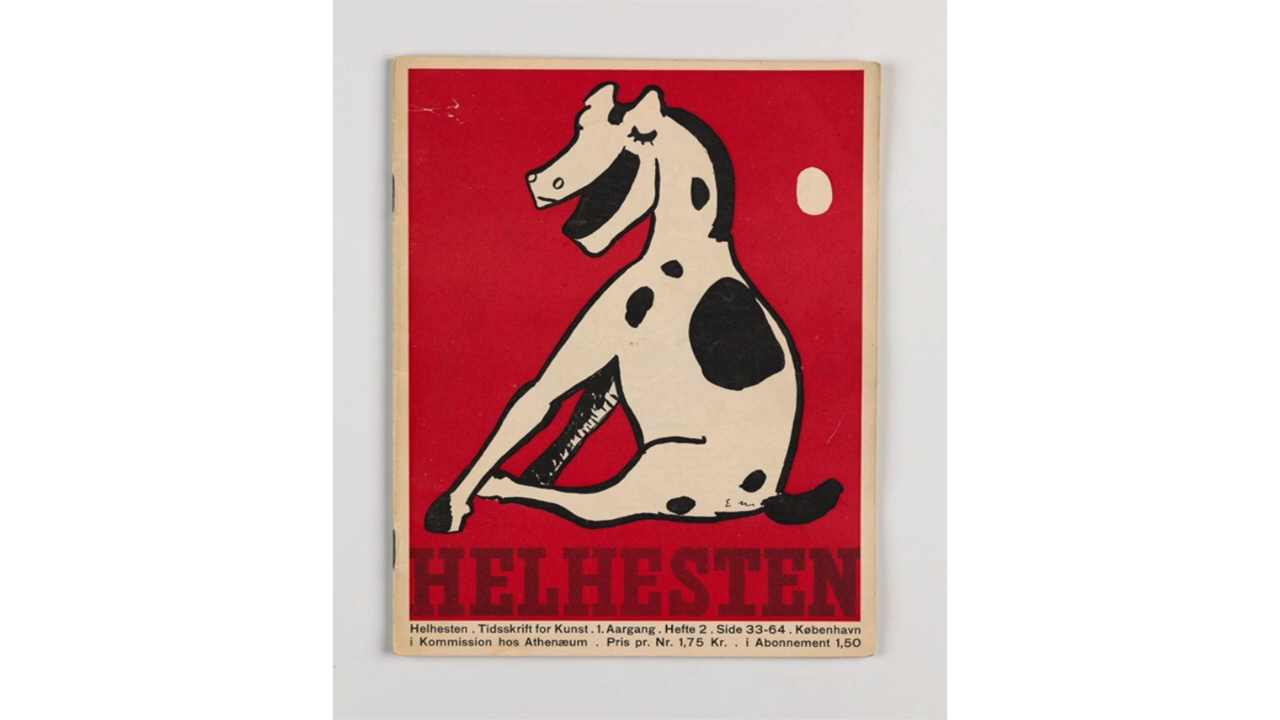 E m
HELHESTEN
Helhesten . Tidsskrift for Kunst . 1. Aargang . Hefte 2 . Side 33-64 . København
i Kommission hos Athenæum . Pris pr. Nr. 1,75 Kr. . i Abonnement 1,50